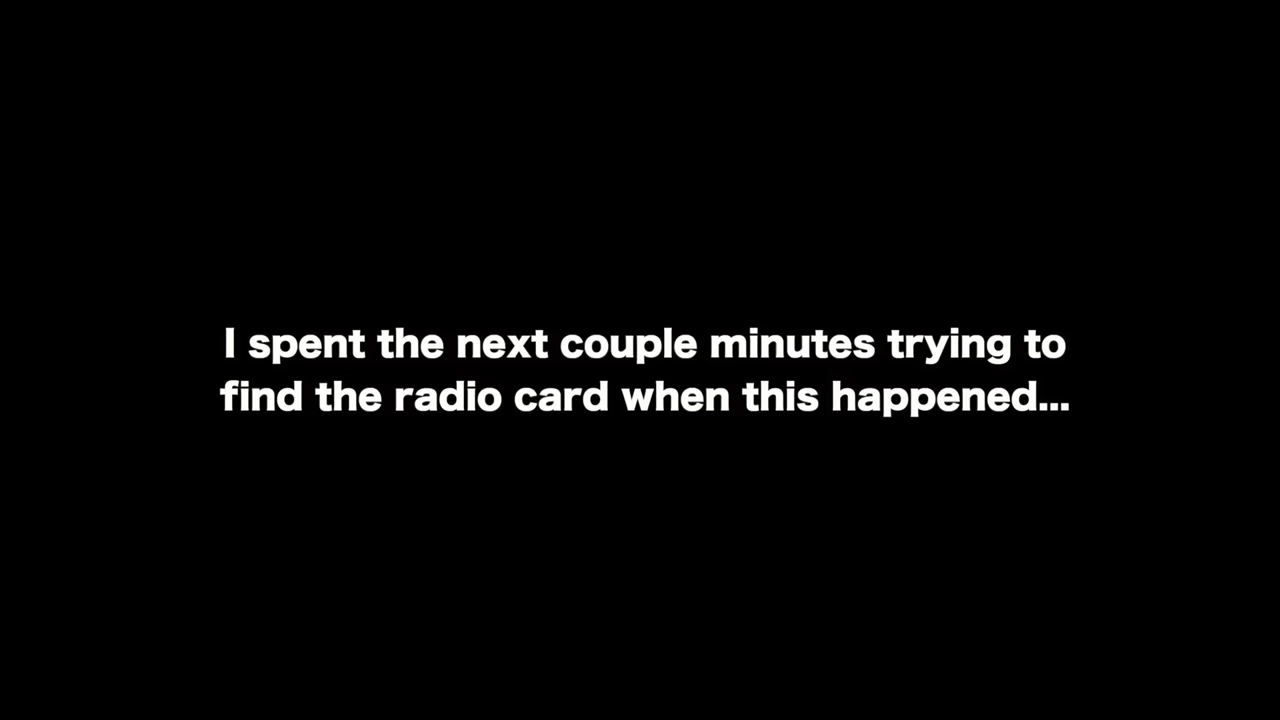 I spent the next couple minutes trying to
find the radio card when this happened...